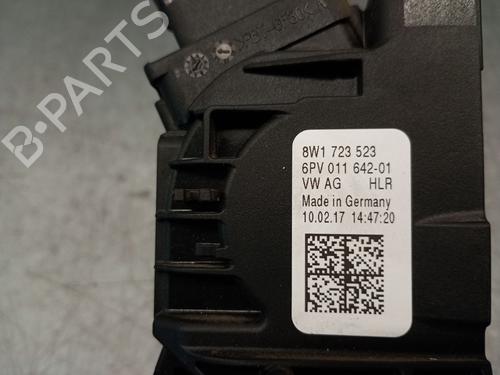 8W1 723 523
6PV 011 642-01
VW AG HLR
Made in Germany
10.02.17 14:47:20
B-PARTS